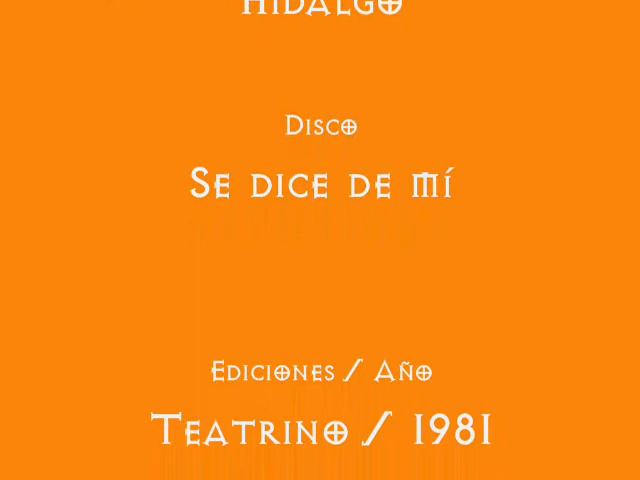 Hidalgo
Disco
Se dice de mí
Ediciones / Año
Teatrino / 1981